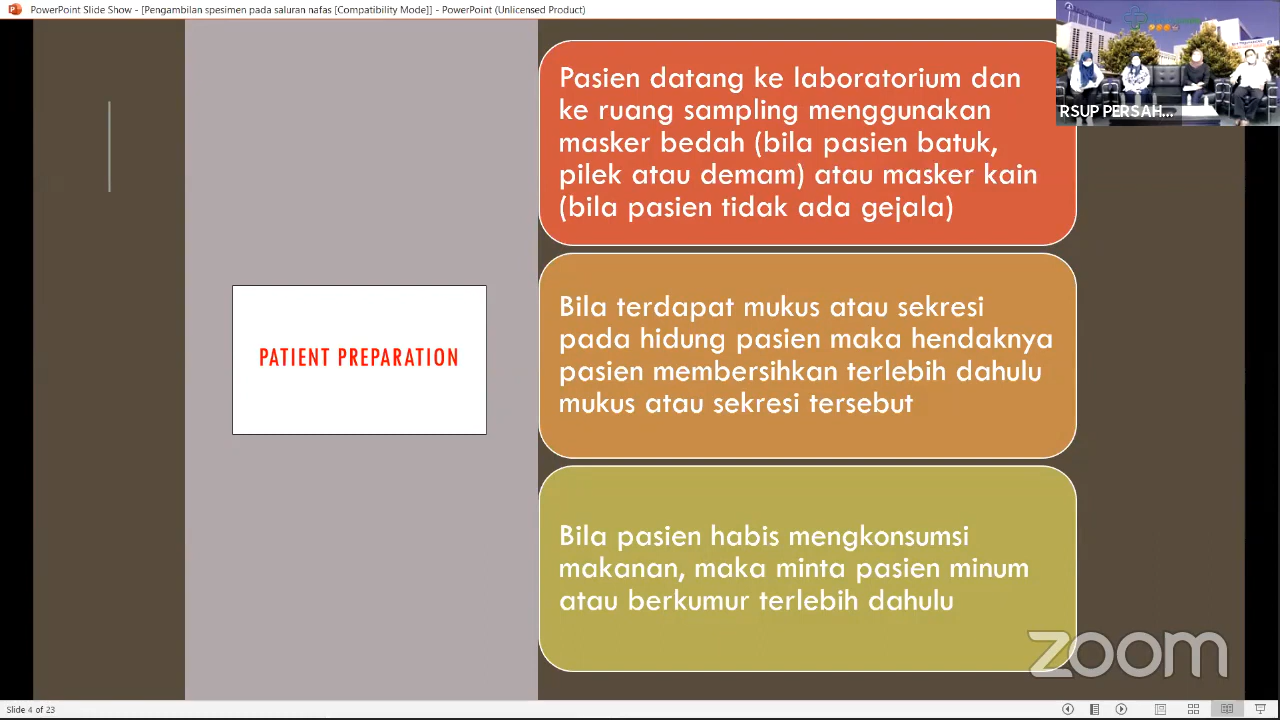 PowerPoint Slide Show - [Pengambilan spesimen pada saluran nafas [Compatibility Mode]] - PowerPoint (Unlicensed Product)
RSUP PERSAH...
Pasien datang ke laboratorium dan
ke ruang sampling menggunakan
masker bedah (bila pasien batuk,
pilek atau demam) atau masker kain
(bila pasien tidak ada gejala)
PATIENT PREPARATION
Bila terdapat mukus atau sekresi
pada hidung pasien maka hendaknya
pasien membersihkan terlebih dahulu
mukus atau sekresi tersebut
Bila pasien habis mengkonsumsi
makanan, maka minta pasien minum
atau berkumur terlebih dahulu
zoom
Slide 4 of 23